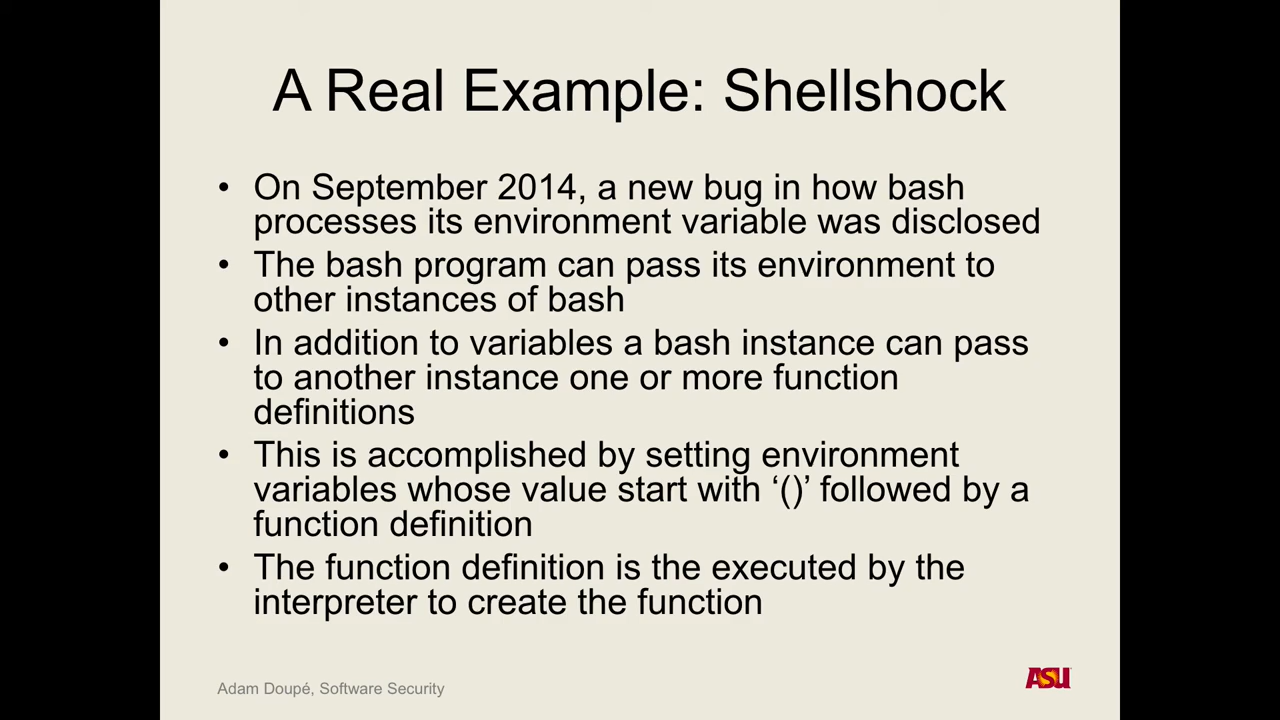 A Real Example: Shellshock
• On September 2014, a new bug in how bash
processes its environment variable was disclosed
• The bash program can pass its environment to
other instances of bash
• In addition to variables a bash instance can pass
to another instance one or more function
definitions
• This is accomplished by setting environment
variables whose value start with ‘()’ followed by a
function definition
• The function definition is the executed by the
interpreter to create the function
Adam Doupé, Software Security
ASU